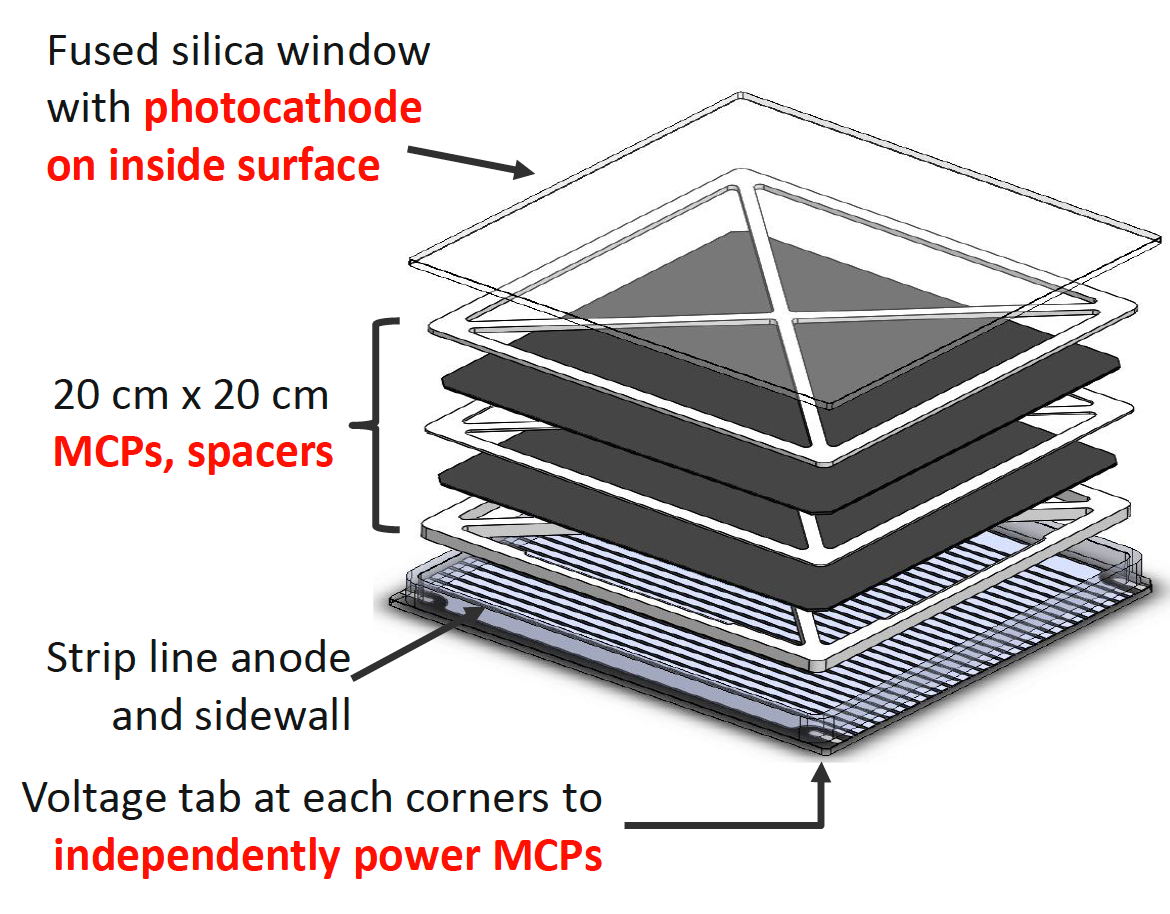 Fused silica window
with photocathode
on inside surface
20 cm x 20 cm
MCPs, spacers
Strip line anode
and sidewall
Voltage tab at each corners to
independently power MCPs